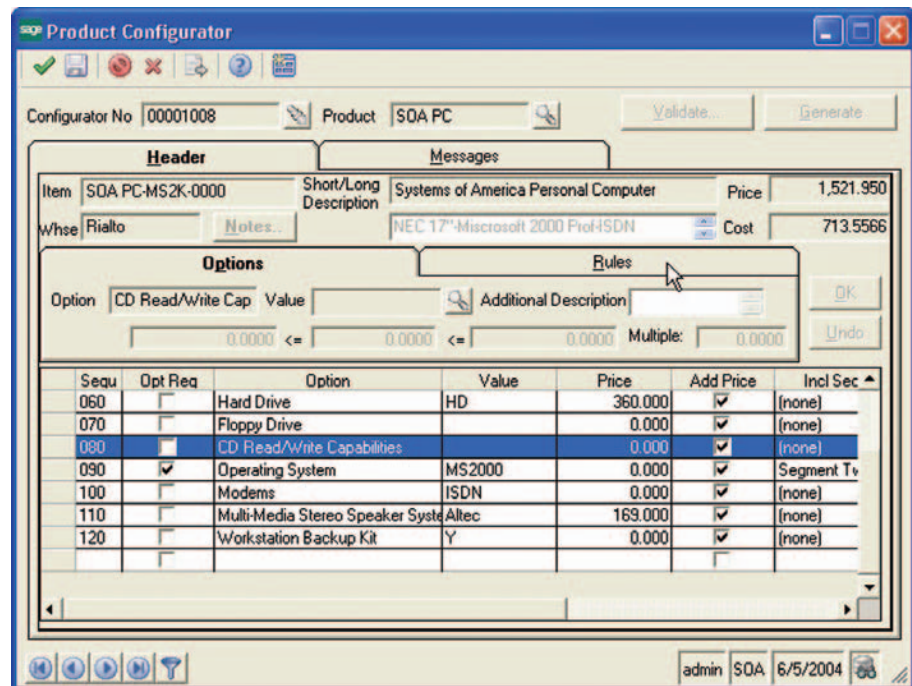 sage Product Configurator
Configurator No 00001008 Product SOA PC Validate... Generate
Header Messages
Item SOA PC-MS2K-0000 Short/Long Description Systems of America Personal Computer Price 1,521.950
Whse Rialto Notes.. NEC 17"-Miscrosoft 2000 Prof-ISDN Cost 713.5566
Options Rules
Option CD Read/Write Cap Value Additional Description OK
0.0000 <= 0.0000 <= 0.0000 Multiple: 0.0000 Undo
Sequ Opt Req Option Value Price Add Price Incl Sec
060 Hard Drive HD 360.000 (none)
070 Floppy Drive 0.000 (none)
080 CD Read/Write Capabilities 0.000 (none)
090 Operating System MS2000 0.000 Segment Tw
100 Modems ISDN 0.000 (none)
110 Multi-Media Stereo Speaker Syste Altec 169.000 (none)
120 Workstation Backup Kit Y 0.000 (none)
admin SOA 6/5/2004